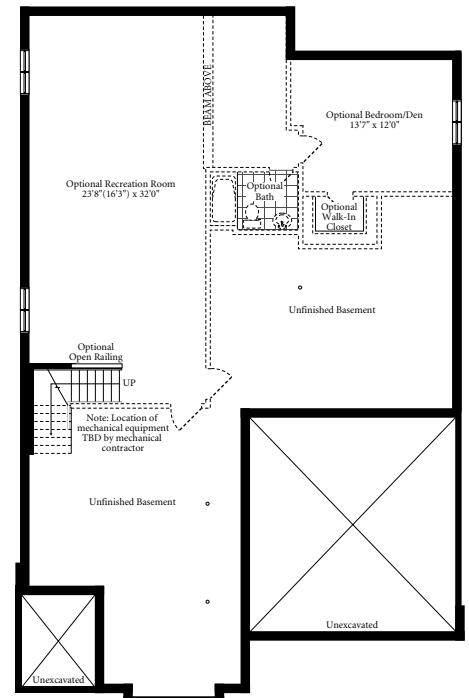 BEAM ABOVE
Optional Bedroom/Den
13'7" x 12'0"
Optional Recreation Room
23'8"(16'3") x 32'0"
Optional
Bath
Optional
Walk-In
Closet
Unfinished Basement
Optional
Open Railing
UP
Note: Location of
mechanical equipment
TBD by mechanical
contractor
Unfinished Basement
Unexcavated
Unexcavated